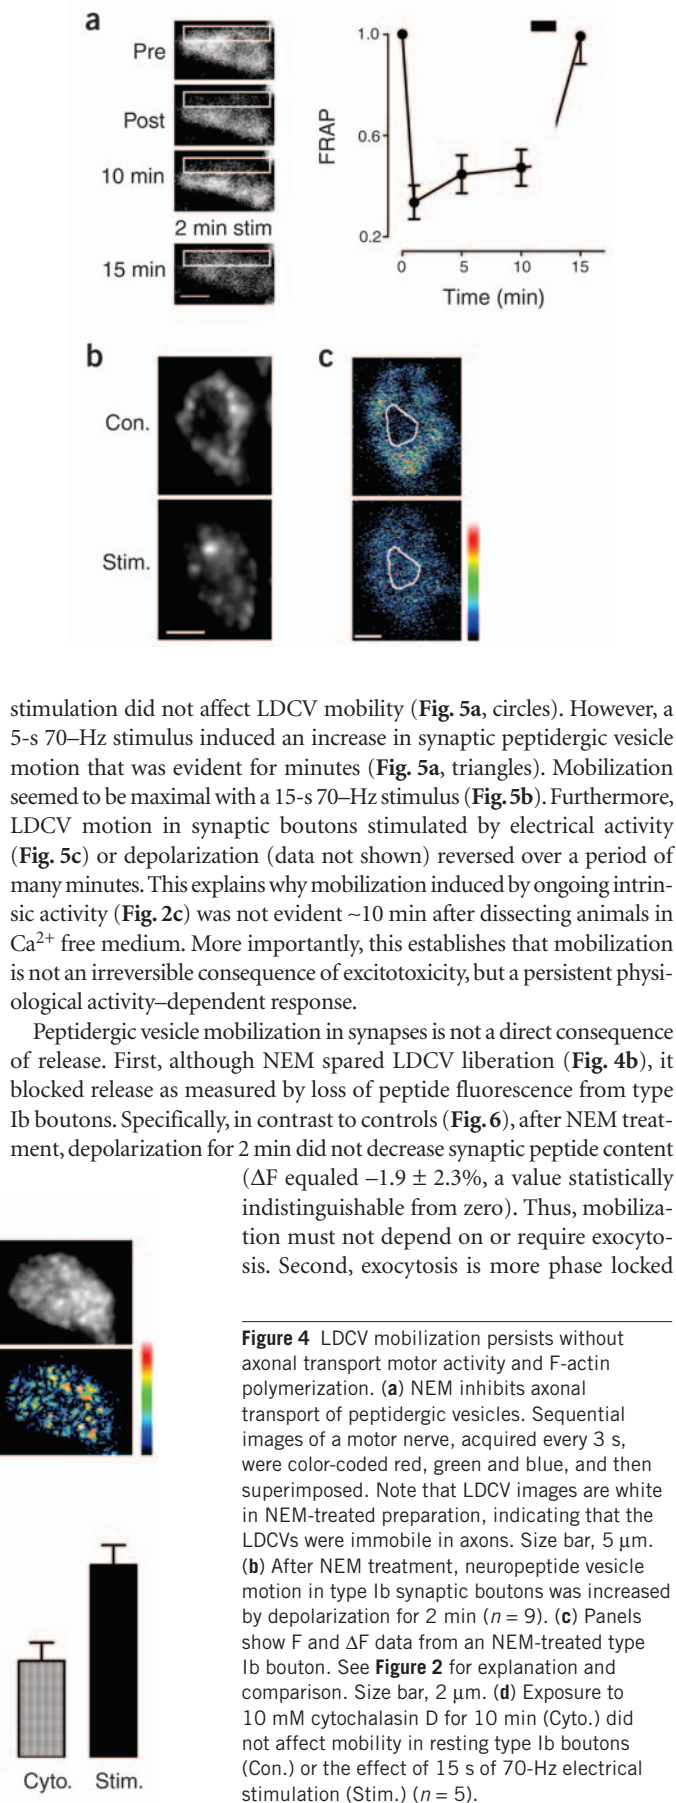 a
Pre
Post
10 min
2 min stim
15 min
FRAP
1.0
0.6
0.2
0
5
10
15
Time (min)
b
c
Con.
Stim.
stimulation did not affect LDCV mobility (Fig. 5a, circles). However, a
5-s 70–Hz stimulus induced an increase in synaptic peptidergic vesicle
motion that was evident for minutes (Fig. 5a, triangles). Mobilization
seemed to be maximal with a 15-s 70–Hz stimulus (Fig. 5b). Furthermore,
LDCV motion in synaptic boutons stimulated by electrical activity
(Fig. 5c) or depolarization (data not shown) reversed over a period of
many minutes. This explains why mobilization induced by ongoing intrin-
sic activity (Fig. 2c) was not evident ~10 min after dissecting animals in
Ca2+ free medium. More importantly, this establishes that mobilization
is not an irreversible consequence of excitotoxicity, but a persistent physi-
ological activity–dependent response.
Peptidergic vesicle mobilization in synapses is not a direct consequence
of release. First, although NEM spared LDCV liberation (Fig. 4b), it
blocked release as measured by loss of peptide fluorescence from type
Ib boutons. Specifically, in contrast to controls (Fig. 6), after NEM treat-
ment, depolarization for 2 min did not decrease synaptic peptide content
(ΔF equaled –1.9 ± 2.3%, a value statistically
indistinguishable from zero). Thus, mobiliza-
tion must not depend on or require exocyto-
sis. Second, exocytosis is more phase locked
Figure 4 LDCV mobilization persists without
axonal transport motor activity and F-actin
polymerization. (a) NEM inhibits axonal
transport of peptidergic vesicles. Sequential
images of a motor nerve, acquired every 3 s,
were color-coded red, green and blue, and then
superimposed. Note that LDCV images are white
in NEM-treated preparation, indicating that the
LDCVs were immobile in axons. Size bar, 5 μm.
(b) After NEM treatment, neuropeptide vesicle
motion in type Ib synaptic boutons was increased
by depolarization for 2 min (n = 9). (c) Panels
show F and ΔF data from an NEM-treated type
Ib bouton. See Figure 2 for explanation and
comparison. Size bar, 2 μm. (d) Exposure to
10 mM cytochalasin D for 10 min (Cyto.) did
not affect mobility in resting type Ib boutons
(Con.) or the effect of 15 s of 70-Hz electrical
stimulation (Stim.) (n = 5).
Cyto. Stim.